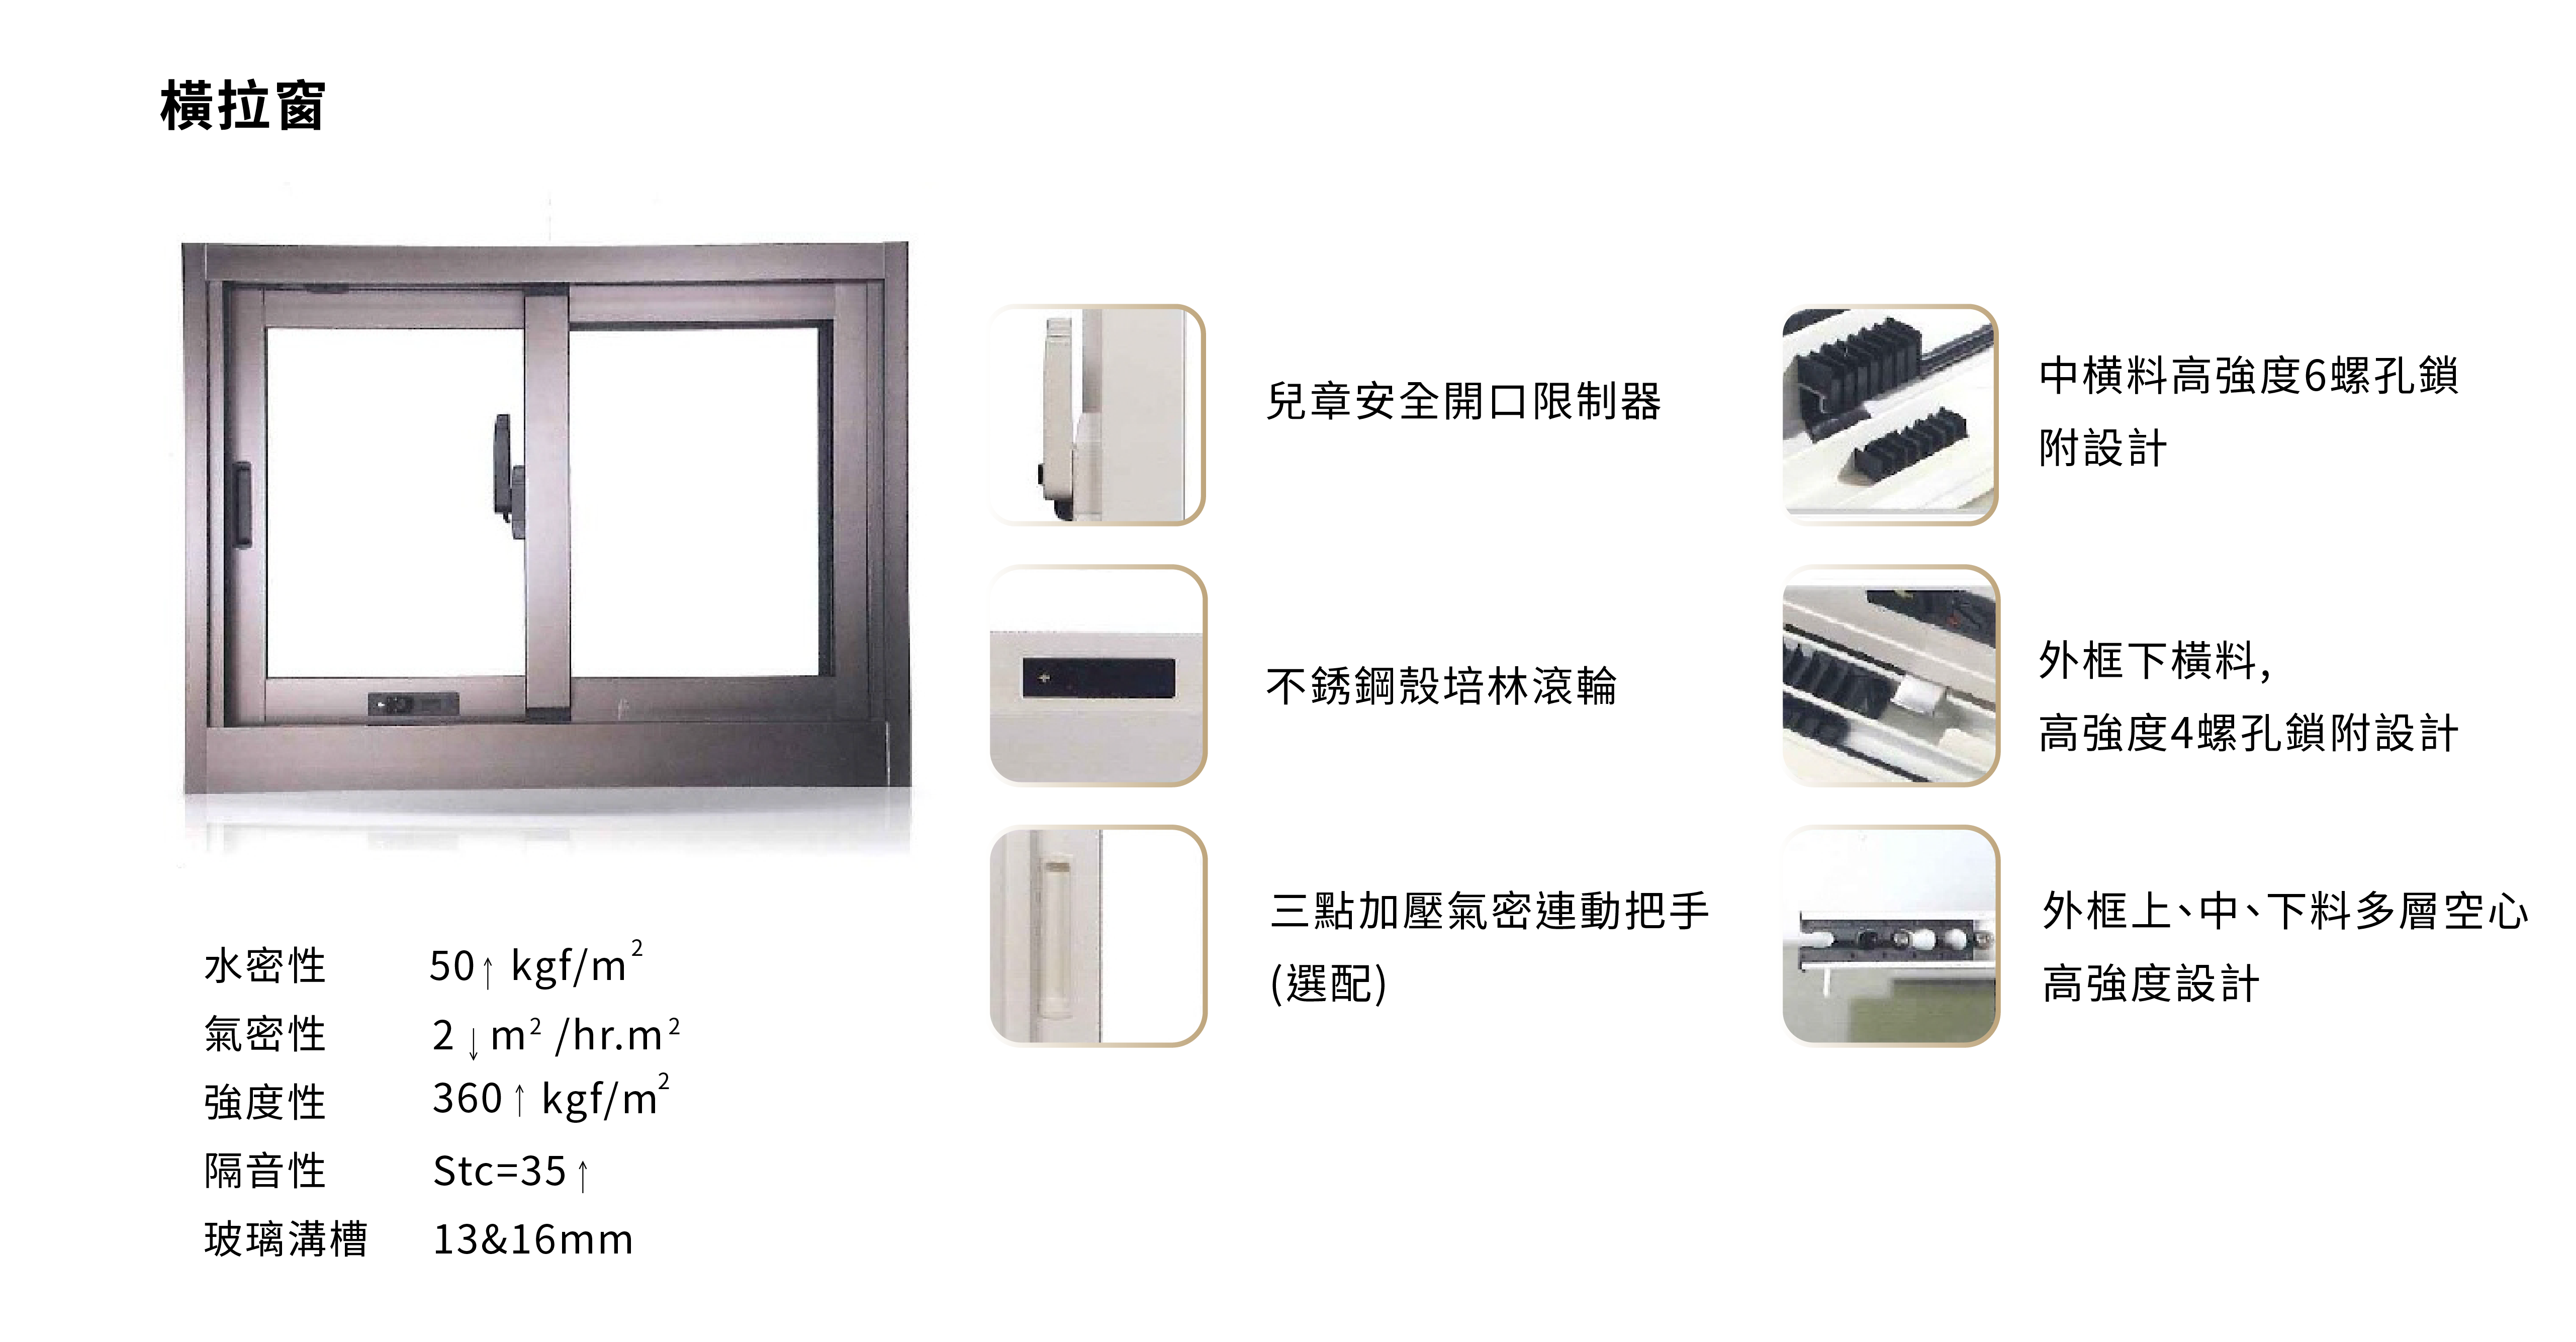 橫拉窗
兒章安全開口限制器
不銹鋼殼培林滾輪
三點加壓氣密連動把手
(選配)
中橫料高強度6螺孔鎖
附設計
外框下橫料,
高強度4螺孔鎖附設計
外框上、中、下料多層空心
高強度設計
水密性 50↑ kgf/m²
氣密性 2↓ m² /hr.m²
強度性 360↑ kgf/m²
隔音性 Stc=35↑
玻璃溝槽 13&16mm